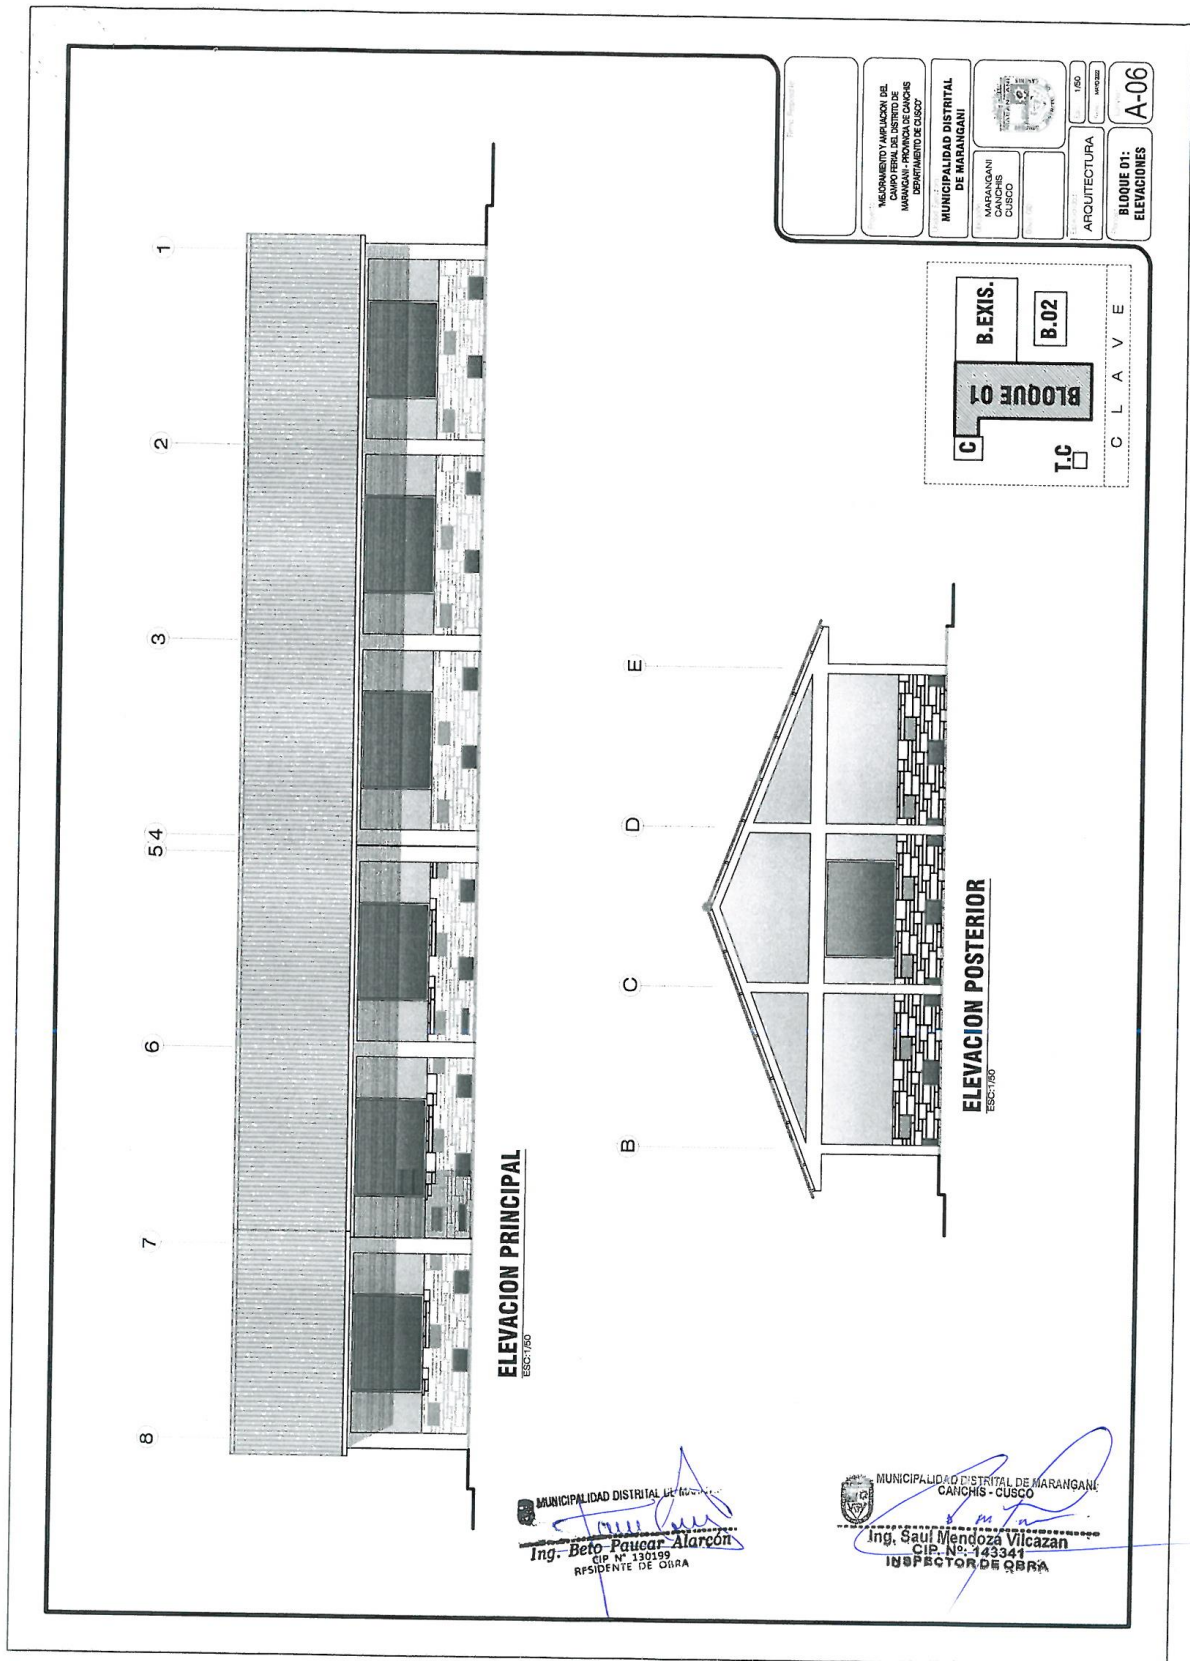 8
7
6
5
4
3
2
1
ELEVACION PRINCIPAL
ESC:1/50
B
C
D
E
ELEVACION POSTERIOR
ESC:1/50
C
T.C
BLOQUE 01
B.EXIS.
B.02
C L A V E
"MEJORAMIENTO Y AMPLIACION DEL
CAMPO FERIAL DEL DISTRITO DE
MARANGANI - PROVINCIA DE CANCHIS
DEPARTAMENTO DE CUSCO"
MUNICIPALIDAD DISTRITAL
DE MARANGANI
MARANGANI
CANCHIS
CUSCO
ARQUITECTURA
1/50
MAYO 2022
BLOQUE 01:
ELEVACIONES
A-06
MUNICIPALIDAD DISTRITAL DE
Ing. Beto Paucar Alarcón
CIP N° 130199
RESIDENTE DE OBRA
MUNICIPALIDAD DISTRITAL DE MARANGANI
CANCHIS - CUSCO
Ing. Saul Mendoza Vilcazan
CIP. N°. 143341
INSPECTOR DE OBRA